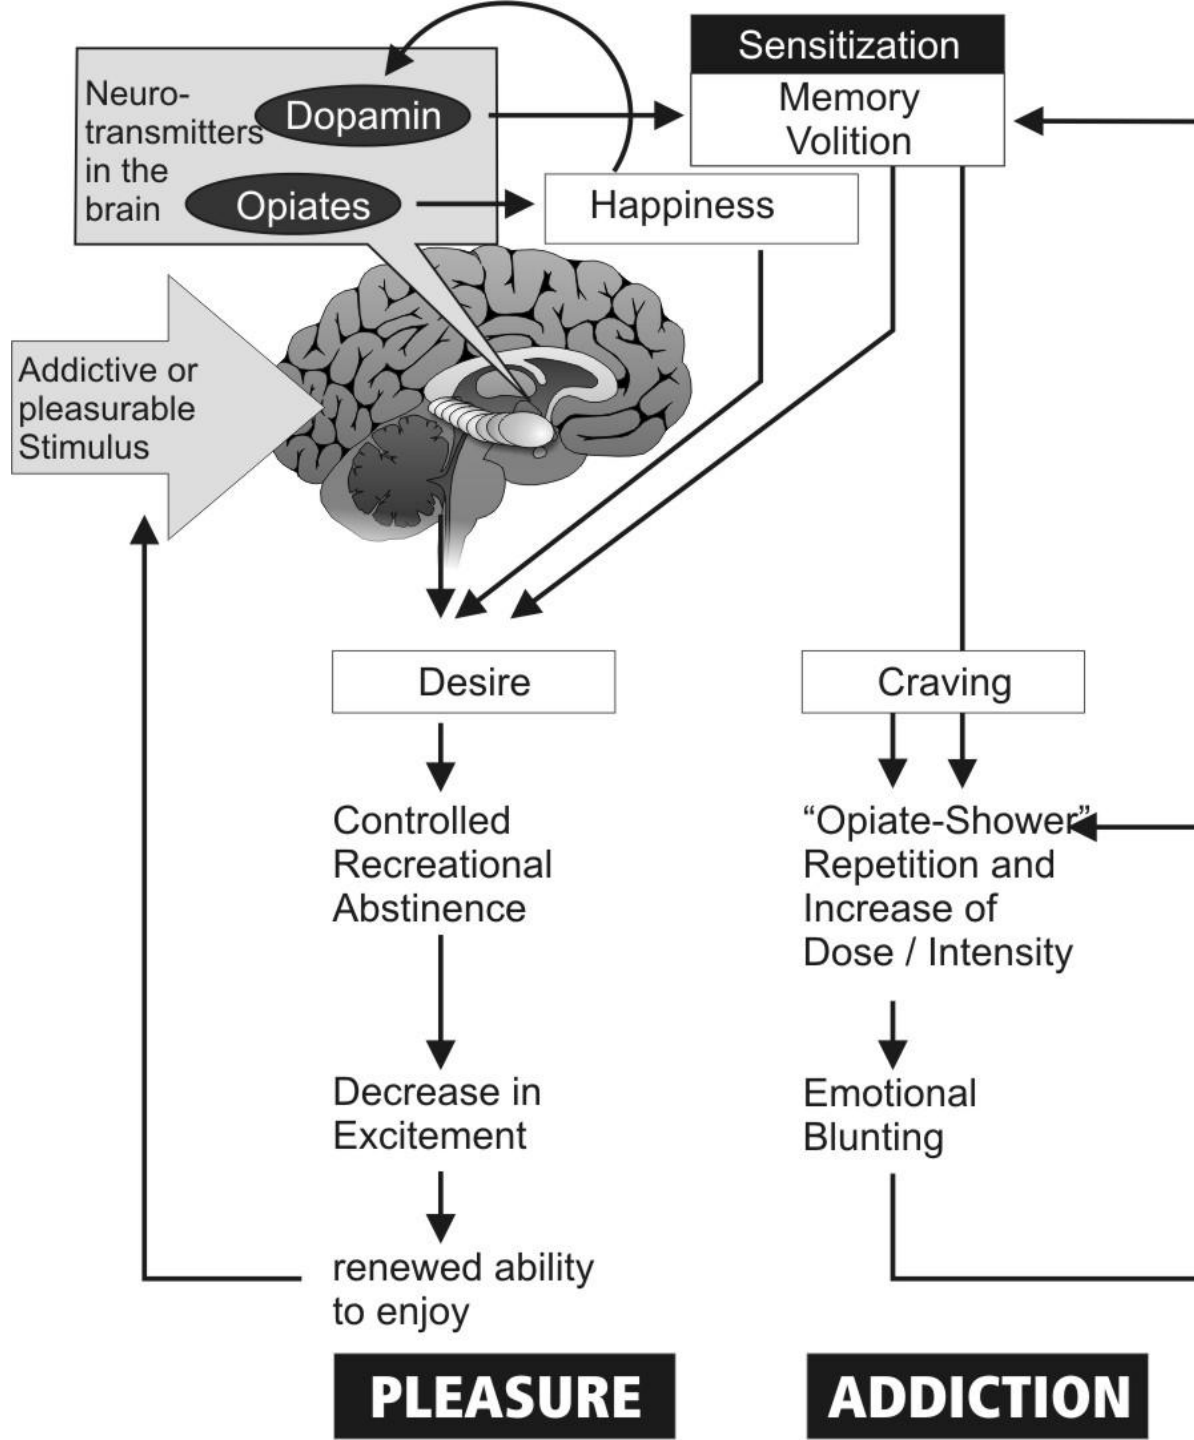 Sensitization
Memory
Volition
Neuro-
transmitters
in the
brain
Dopamin
Opiates
Happiness
Addictive or
pleasurable
Stimulus
Desire
Controlled
Recreational
Abstinence
Decrease in
Excitement
renewed ability
to enjoy
PLEASURE
Craving
“Opiate-Shower”
Repetition and
Increase of
Dose / Intensity
Emotional
Blunting
ADDICTION